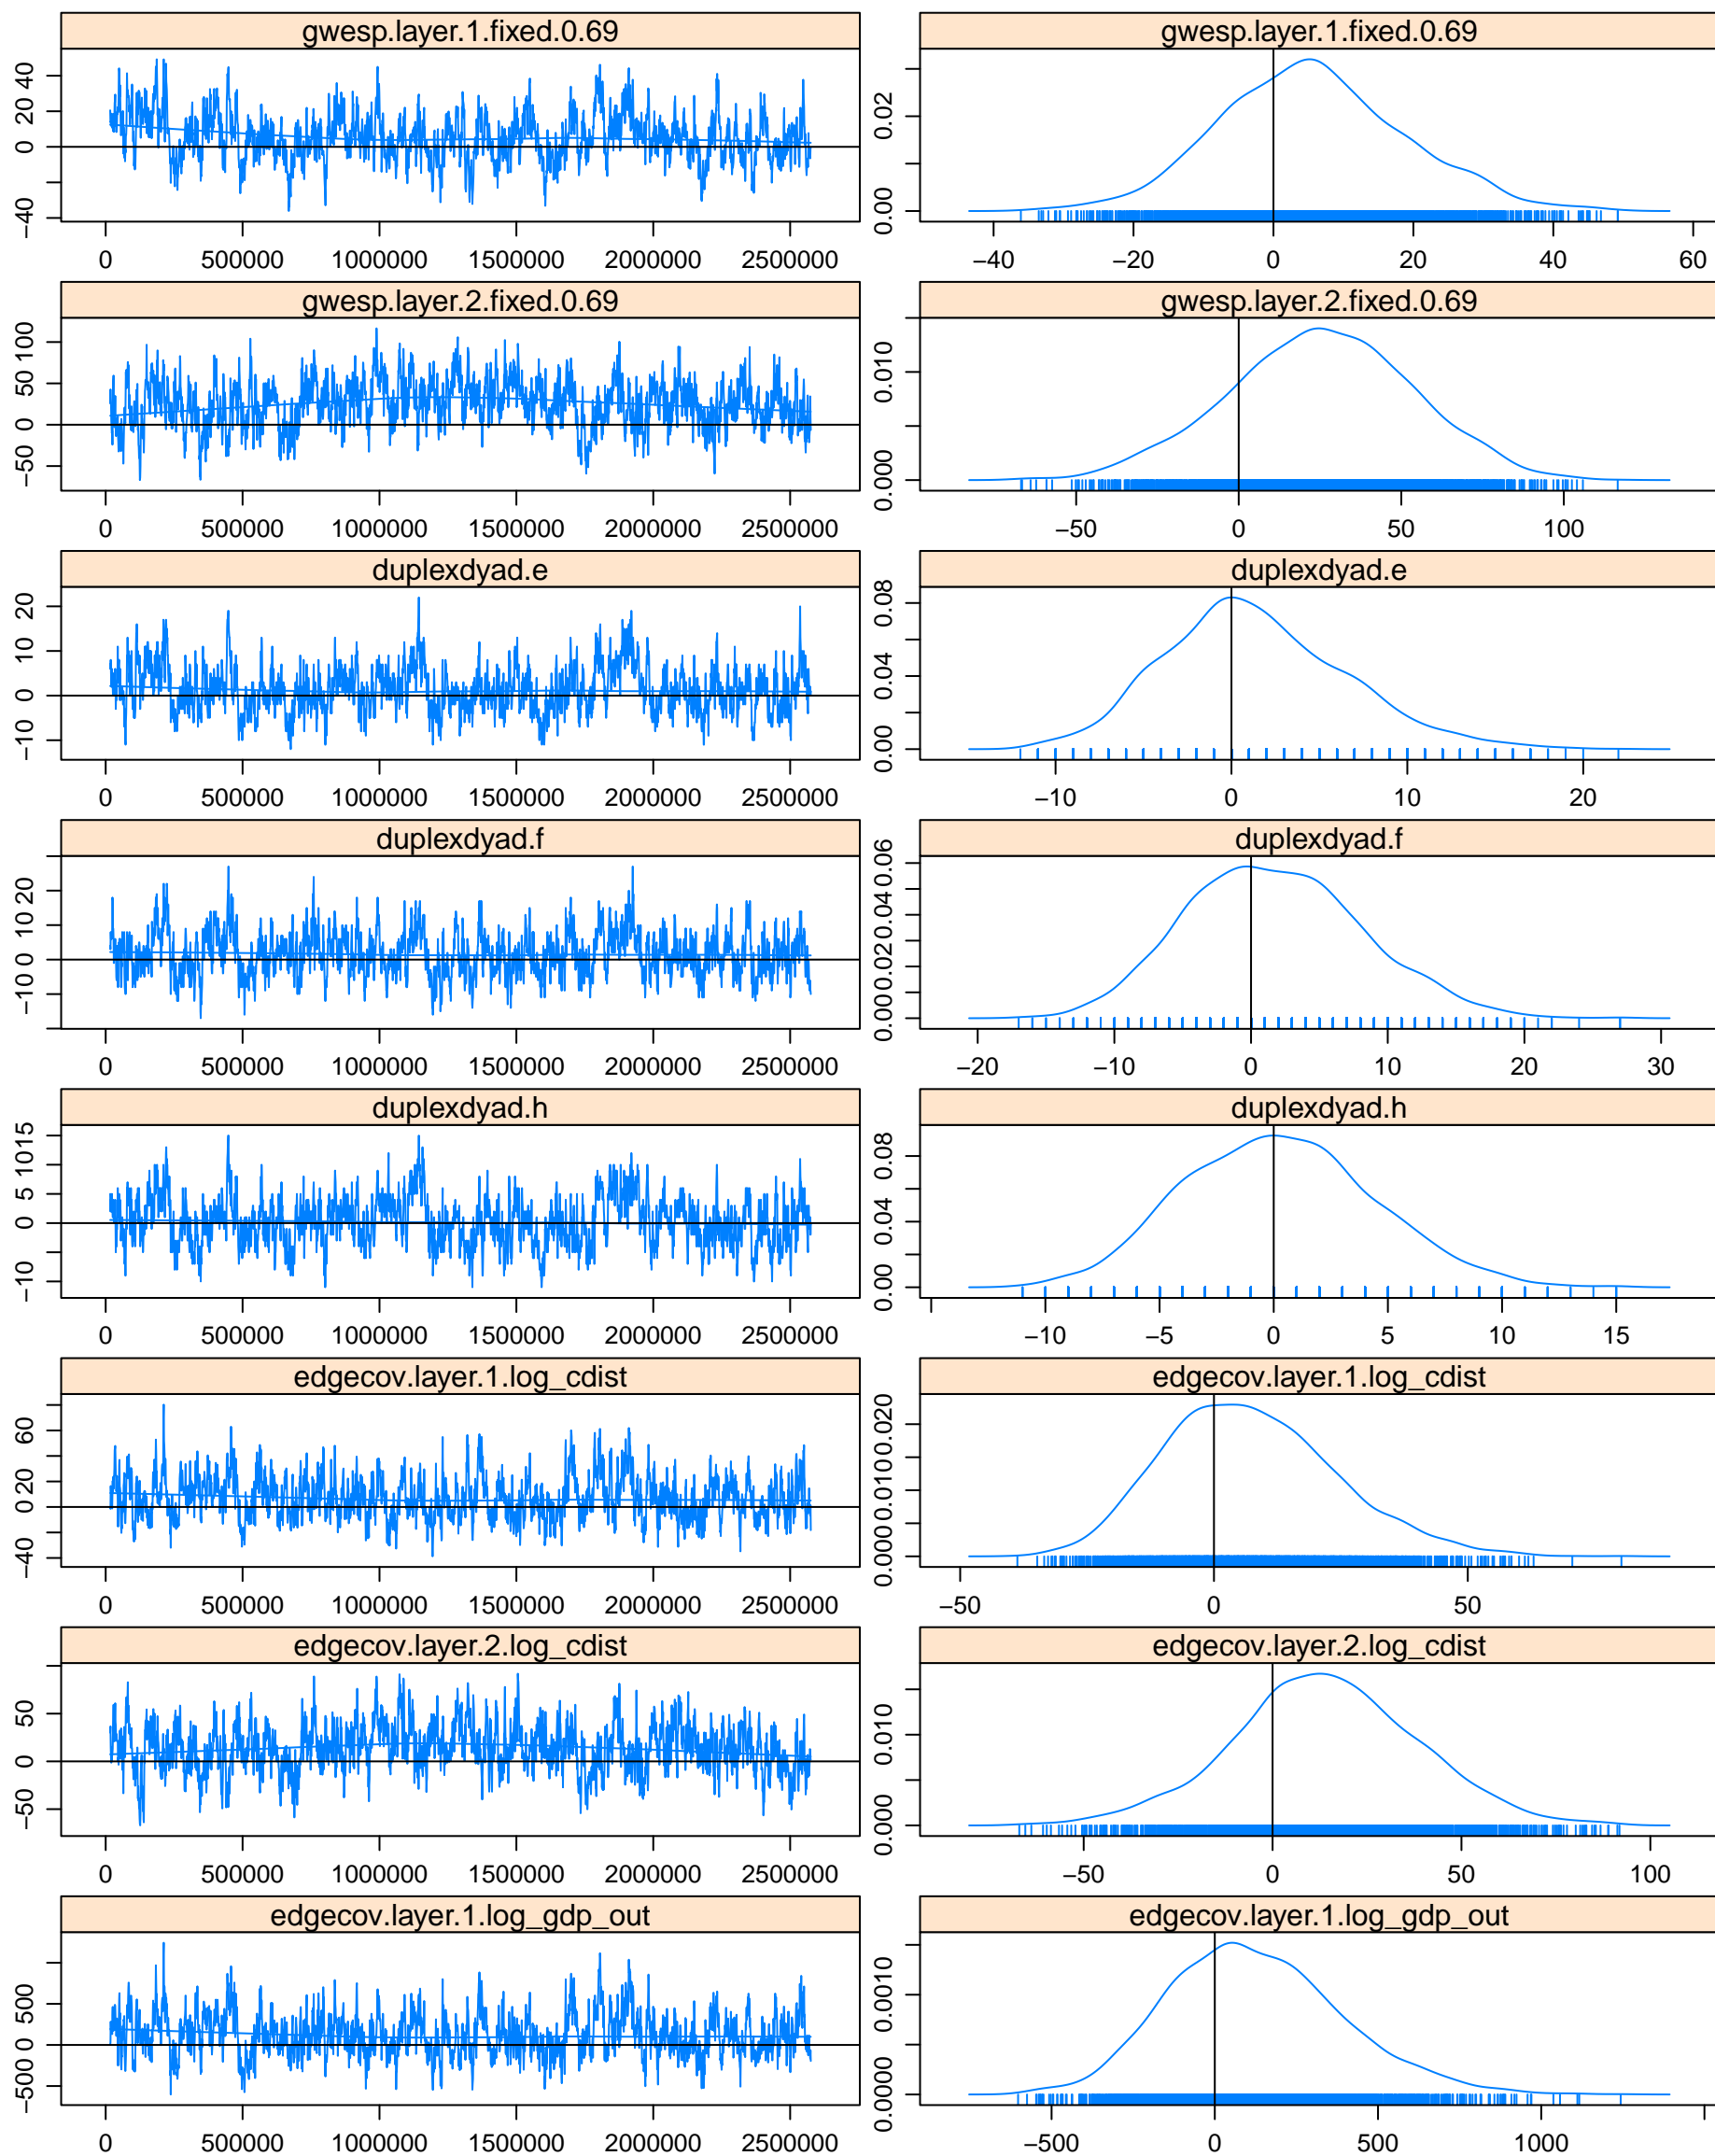 gwesp.layer.1.fixed.0.69 gwesp.layer.1.fixed.0.69
−40 0 20 40
0.00 0.02
0 500000 1000000 1500000 2000000 2500000 −40 −20 0 20 40 60
gwesp.layer.2.fixed.0.69 gwesp.layer.2.fixed.0.69
−50 0 50 100
0.000 0.010
0 500000 1000000 1500000 2000000 2500000 −50 0 50 100
duplexdyad.e duplexdyad.e
−10 0 10 20
0.00 0.04 0.08
0 500000 1000000 1500000 2000000 2500000 −10 0 10 20
duplexdyad.f duplexdyad.f
−10 0 10 20
0.00 0.02 0.04 0.06
0 500000 1000000 1500000 2000000 2500000 −20 −10 0 10 20 30
duplexdyad.h duplexdyad.h
−10 0 5 10 15
0.00 0.04 0.08
0 500000 1000000 1500000 2000000 2500000 −10 −5 0 5 10 15
edgecov.layer.1.log_cdist edgecov.layer.1.log_cdist
−40 0 20 60
0.000 0.010 0.020
0 500000 1000000 1500000 2000000 2500000 −50 0 50
edgecov.layer.2.log_cdist edgecov.layer.2.log_cdist
−50 0 50
0.000 0.010
0 500000 1000000 1500000 2000000 2500000 −50 0 50 100
edgecov.layer.1.log_gdp_out edgecov.layer.1.log_gdp_out
−500 0 500
0.0000 0.0010
0 500000 1000000 1500000 2000000 2500000 −500 0 500 1000